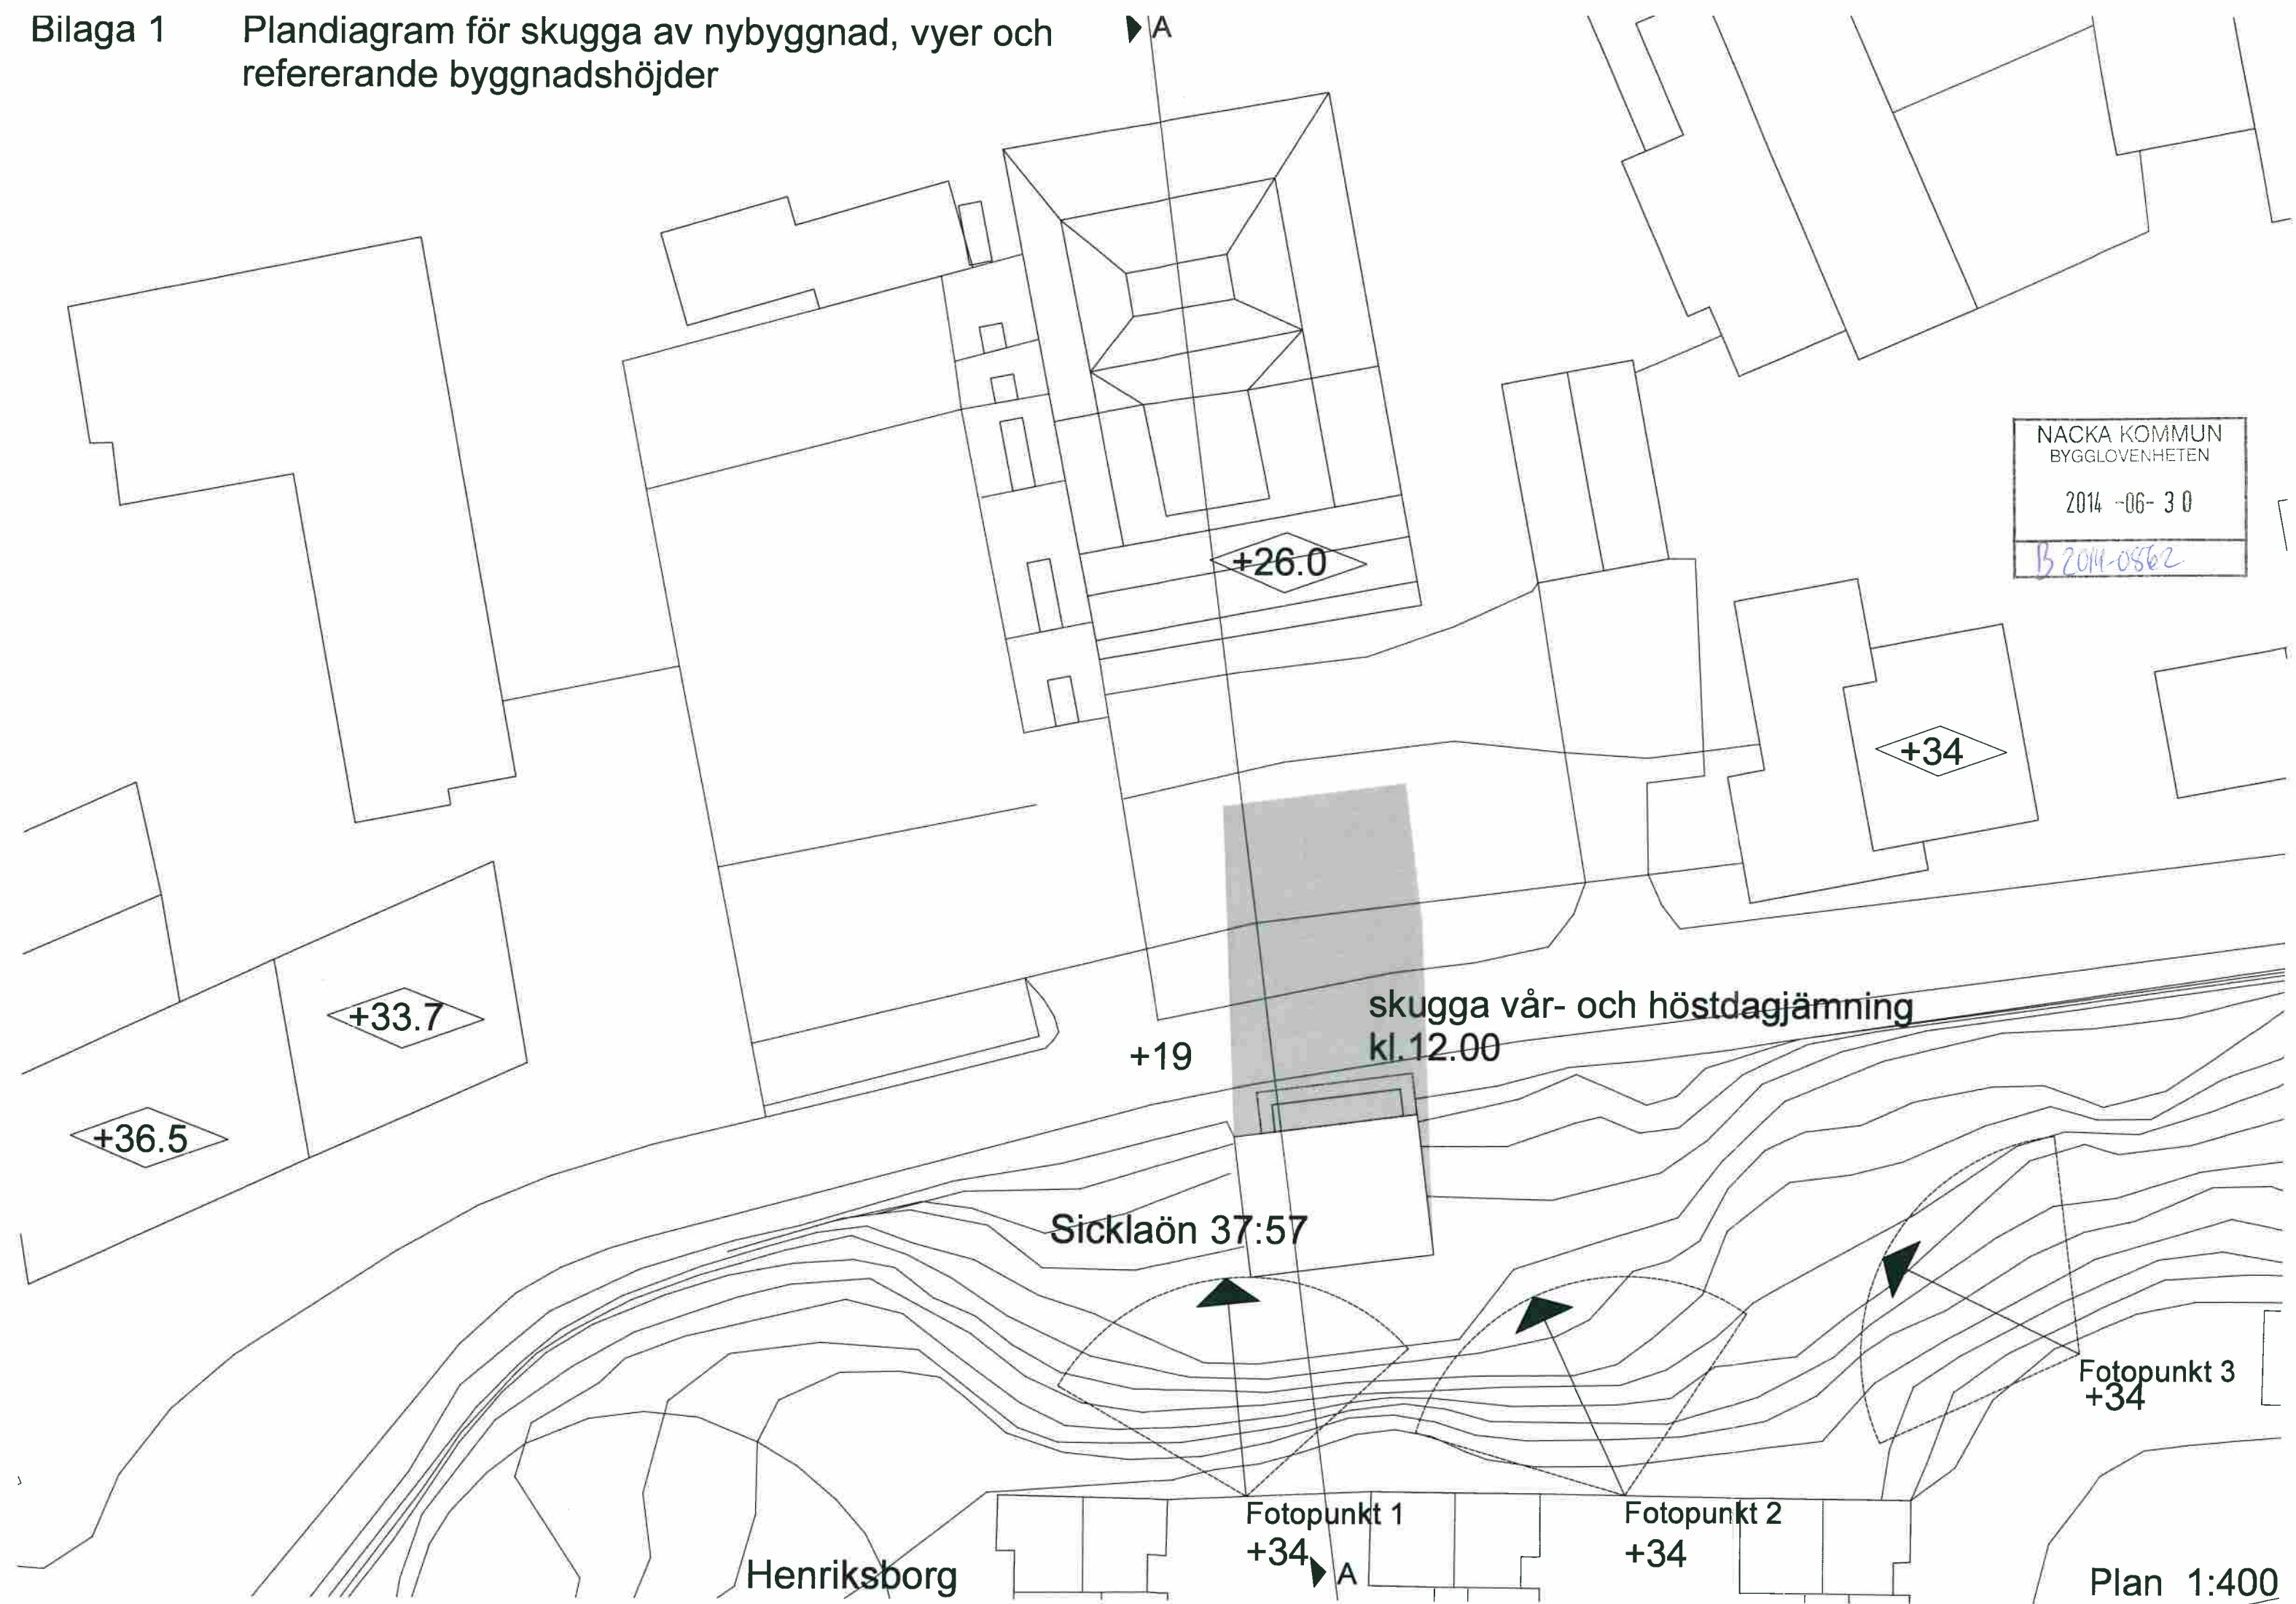 Bilaga 1 Plandiagram för skugga av nybyggnad, vyer och
refererande byggnadshöjder
A
NACKA KOMMUN
BYGGLOVENHETEN
2014 -06- 30
B 2014-0862
+26.0
+34
+33.7
skugga vår- och höstdagjämning
kl.12.00
+19
+36.5
Sicklaön 37:57
Fotopunkt 3
+34
Fotopunkt 1
+34
Fotopunkt 2
+34
A
Henriksborg
Plan 1:400